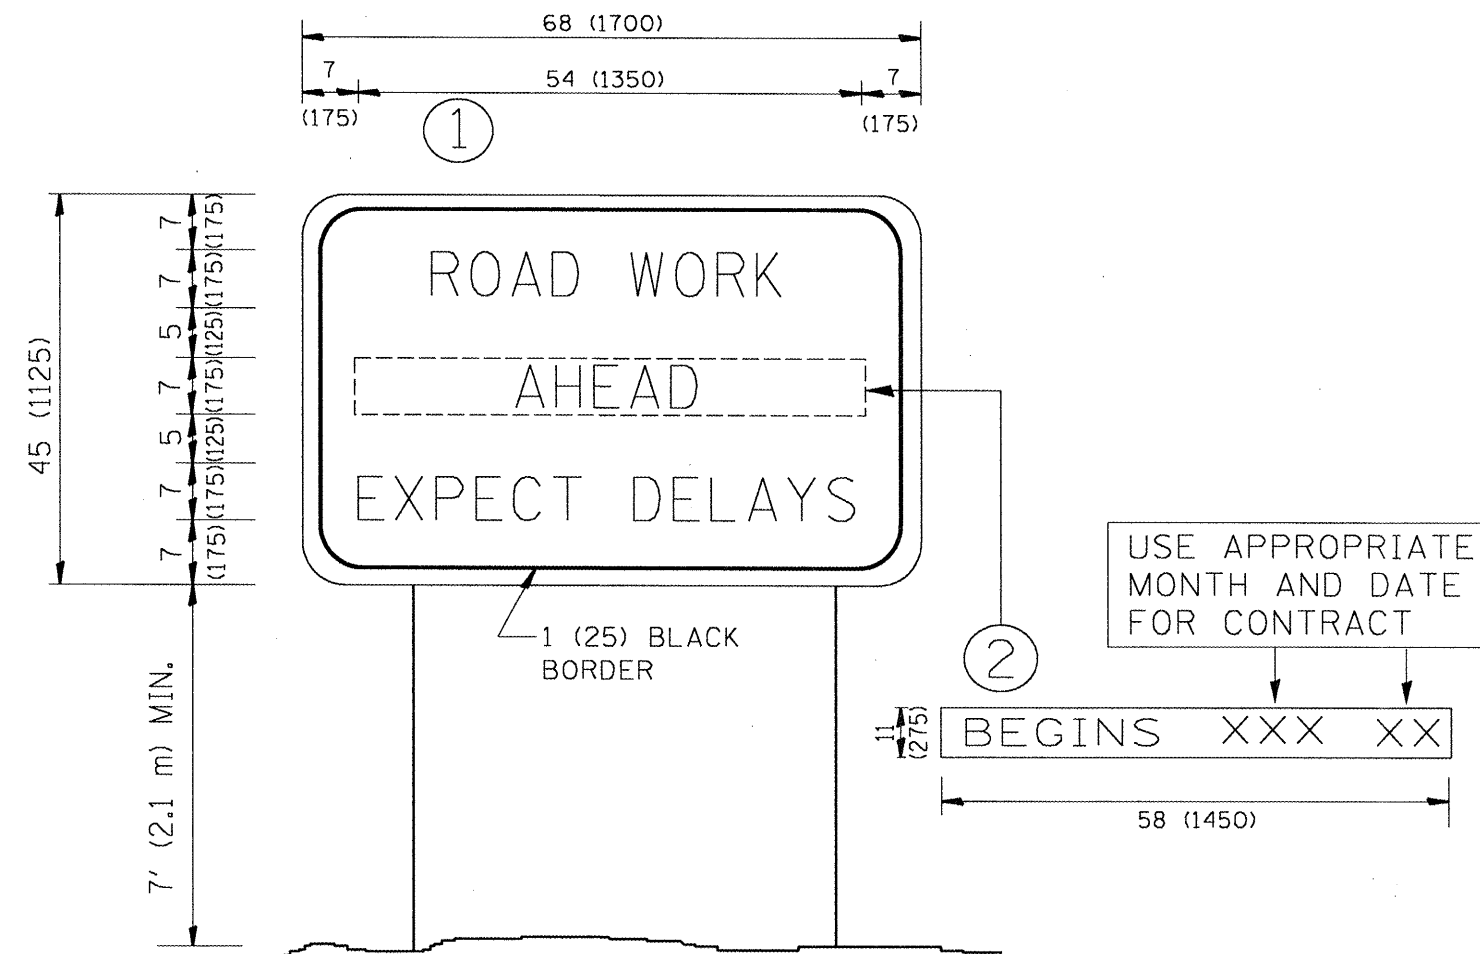 68 (1700)
7
54 (1350)
7
(175)
(175)
1
45 (1125)
7 (175)
7 (175)
5 (125)
7 (175)
5 (125)
7 (175)
7 (175)
ROAD WORK
AHEAD
EXPECT DELAYS
7' (2.1 m) MIN.
1 (25) BLACK
BORDER
USE APPROPRIATE
MONTH AND DATE
FOR CONTRACT
2
11
(275)
BEGINS XXX XX
58 (1450)